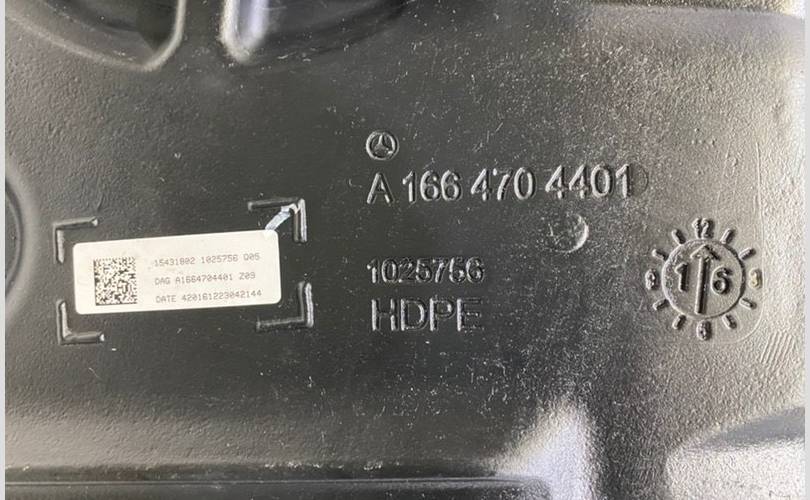 A 166 470 4401
15431802 1025756 Q05
DAG A1664704401 Z09
DATE 420161223042144
1025756
HDPE
12
1 6